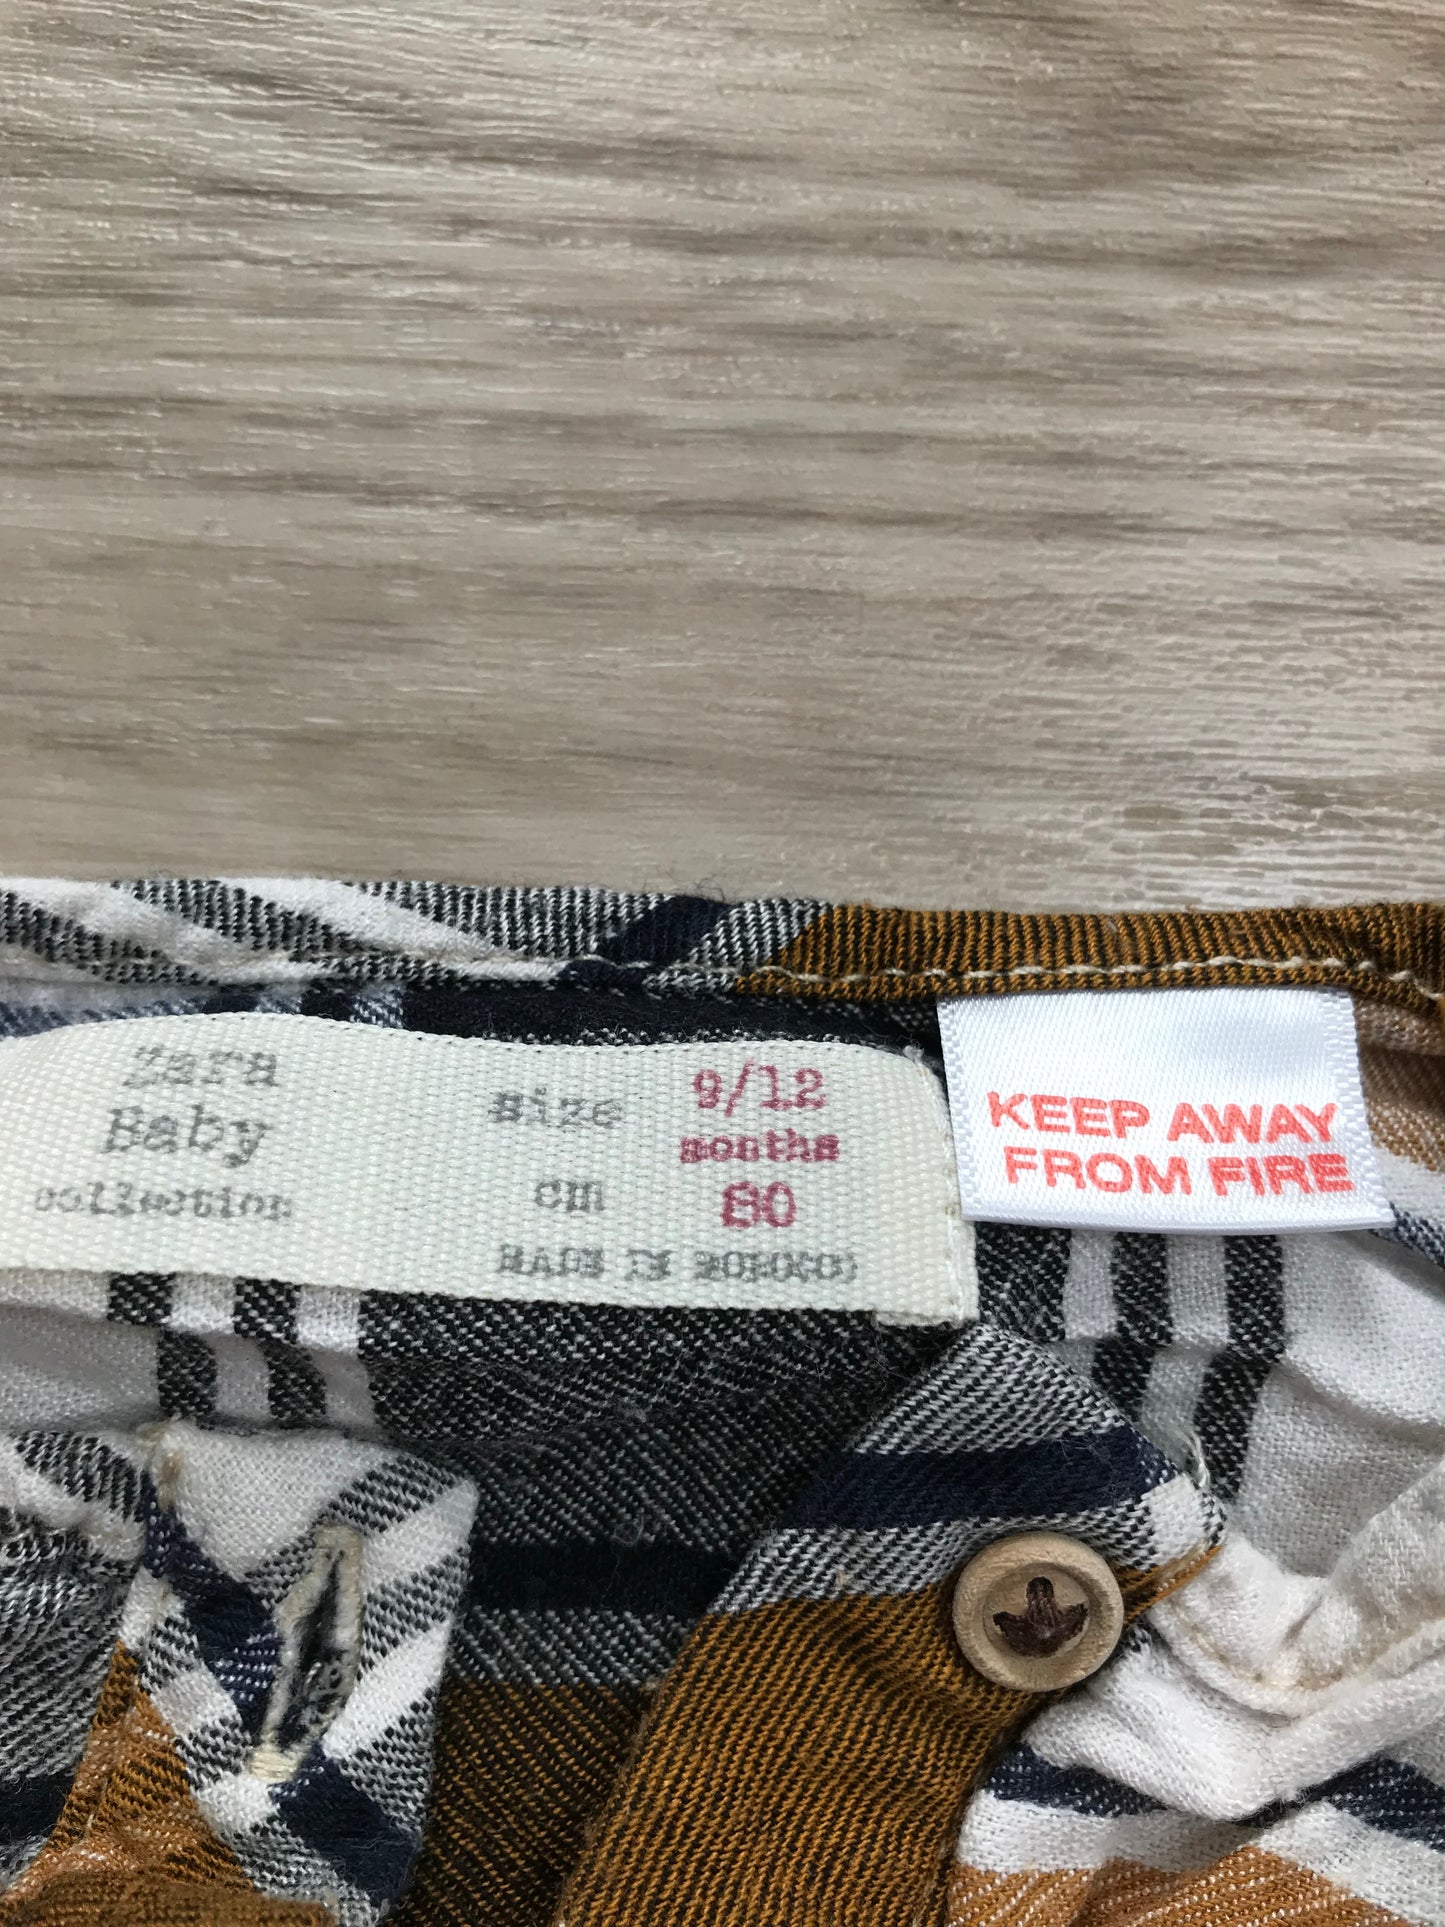 Zara
Baby
collection
size 9/12
months
cm 80
MADE IN MOROCCO
KEEP AWAY
FROM FIRE